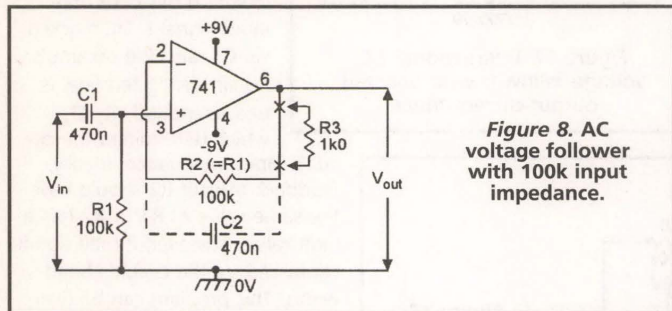 +9V
2
7
741
6
C1
470n
3
4
-9V
R3
1k0
R2 (=R1)
100k
Vin
R1
100k
C2
470n
Vout
0V
Figure 8. AC
voltage follower
with 100k input
impedance.